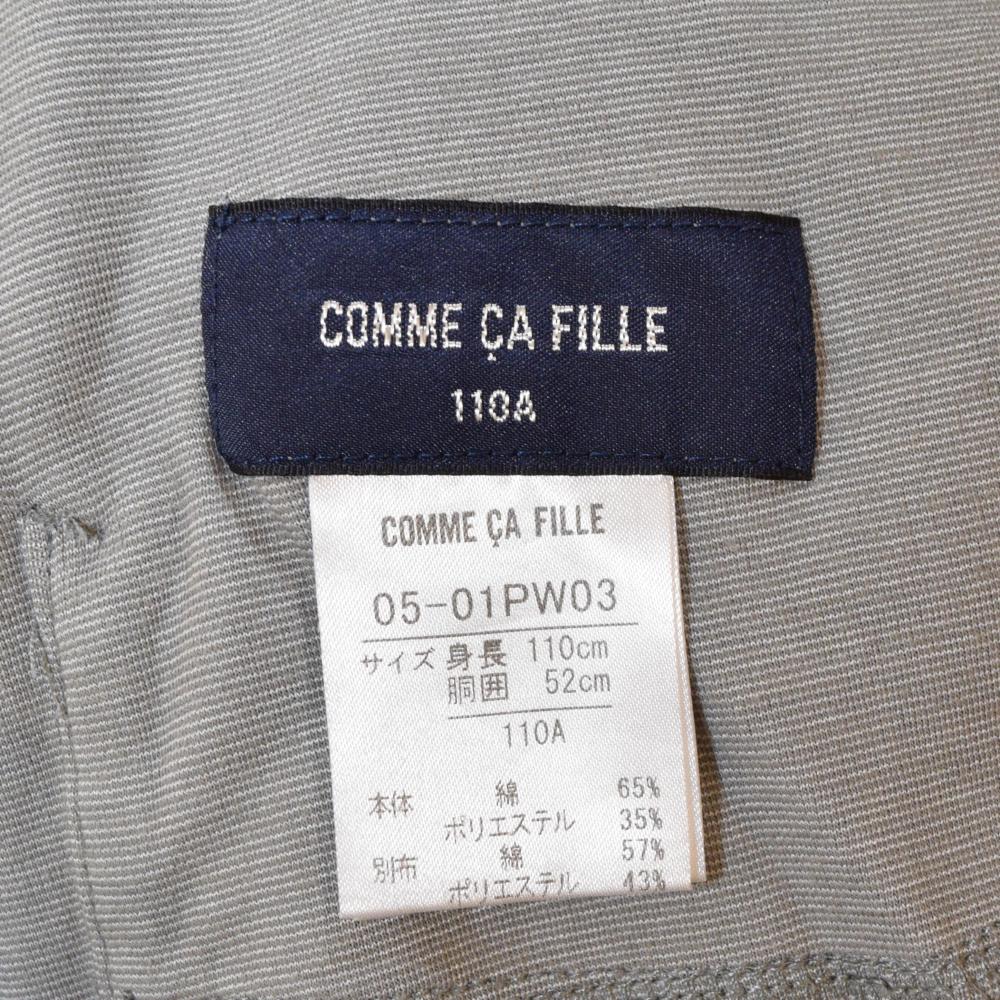 COMME ÇA FILLE
110A
COMME ÇA FILLE
05-01PW03
サイズ 身長 110cm
胴囲 52cm
110A
本体 綿 65%
ポリエステル 35%
別布 綿 57%
ポリエステル 43%